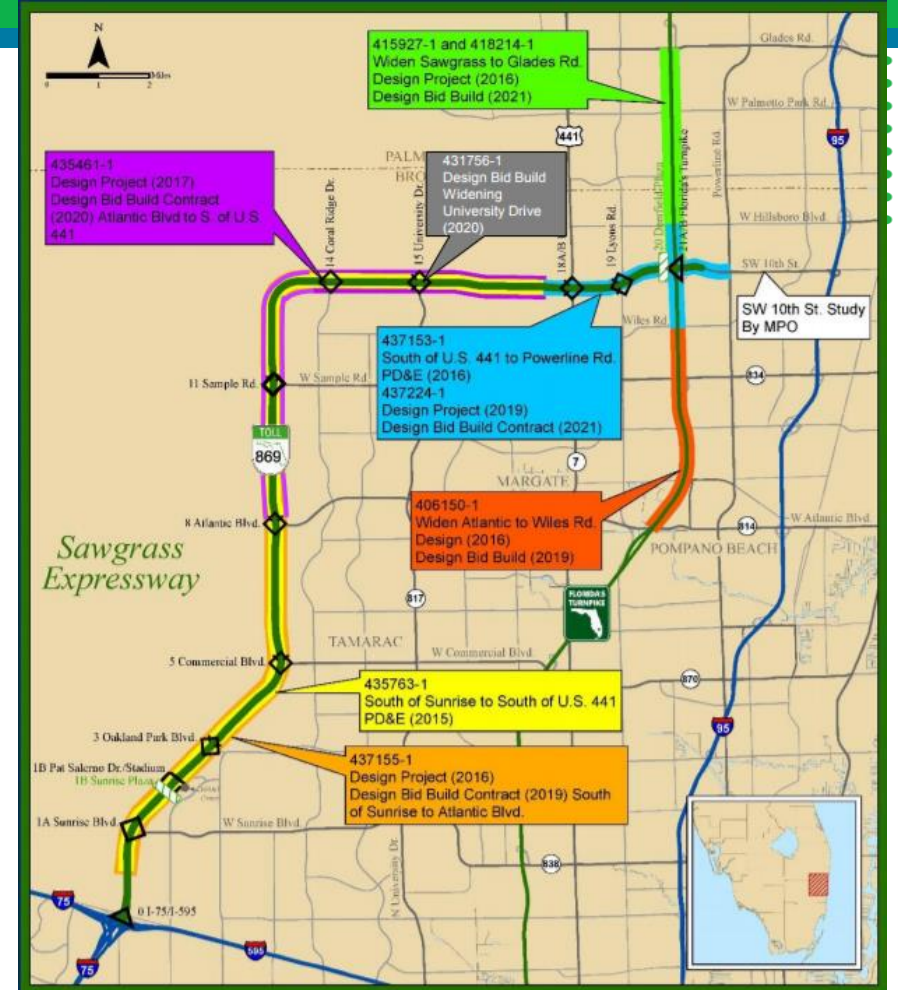 N
0 1 2 Miles
Glades Rd.
415927-1 and 418214-1
Widen Sawgrass to Glades Rd.
Design Project (2016)
Design Bid Build (2021)
W Palmetto Park Rd.
441
95
435461-1
Design Project (2017)
Design Bid Build Contract
(2020) Atlantic Blvd to S. of U.S.
441
PALM
BRO
431756-1
Design Bid Build
Widening
University Drive
(2020)
14 Coral Ridge Dr.
15 University Dr.
18A/B
19 Lyons Rd.
20 Deerfield Plaza
21A/B Florida's Turnpike
Powerline Rd.
W Hillsboro Blvd.
SW 10th St.
SW 10th St. Study
By MPO
Wiles Rd.
437153-1
South of U.S. 441 to Powerline Rd.
PD&E (2016)
437224-1
Design Project (2019)
Design Bid Build Contract (2021)
11 Sample Rd.
W Sample Rd
834
TOLL
869
7
MARGATE
406150-1
Widen Atlantic to Wiles Rd.
Design (2016)
Design Bid Build (2019)
8 Atlantic Blvd.
W Atlantic Blvd.
814
POMPANO BEACH
Sawgrass
Expressway
817
FLORIDA'S
TURNPIKE
TAMARAC
5 Commercial Blvd.
W Commercial Blvd.
870
435763-1
South of Sunrise to South of U.S. 441
PD&E (2015)
95
3 Oakland Park Blvd.
437155-1
Design Project (2016)
Design Bid Build Contract (2019) South
of Sunrise to Atlantic Blvd.
1B Pat Salerno Dr./Stadium
1B Sunrise Plaza
1A Sunrise Blvd.
W Sunrise Blvd.
N University Dr.
838
75
0 I-75/I-595
595
75